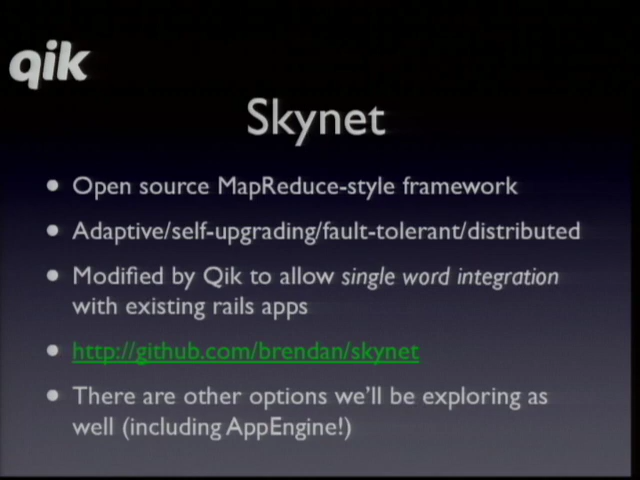 qik
Skynet
• Open source MapReduce-style framework
• Adaptive/self-upgrading/fault-tolerant/distributed
• Modified by Qik to allow single word integration
with existing rails apps
• http://github.com/brendan/skynet
• There are other options we'll be exploring as
well (including AppEngine!)